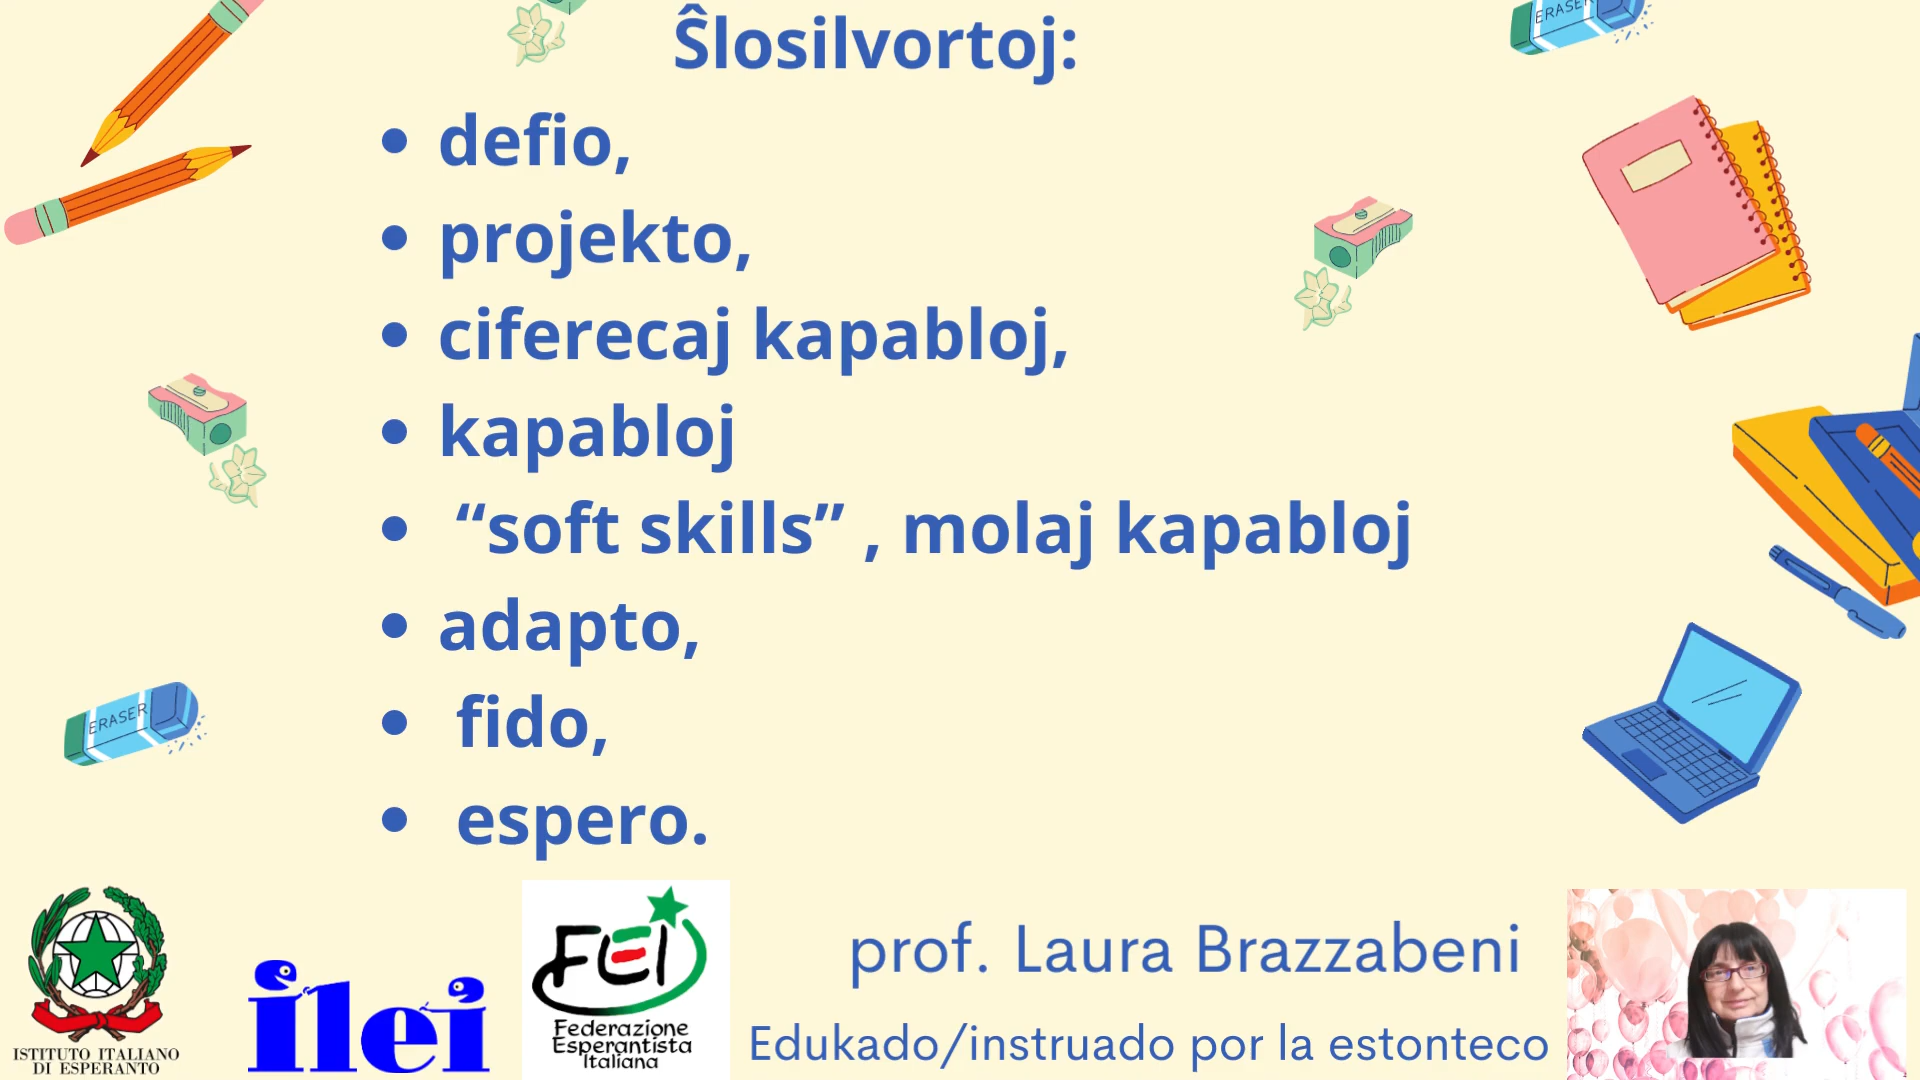 ERASER
Ŝlosilvortoj:
defio,
projekto,
ciferecaj kapabloj,
kapabloj
“soft skills” , molaj kapabloj
adapto,
fido,
espero.
ERASER
ISTITUTO ITALIANO
DI ESPERANTO
ilei
FEI
Federazione
Esperantista
Italiana
prof. Laura Brazzabeni
Edukado/instruado por la estonteco